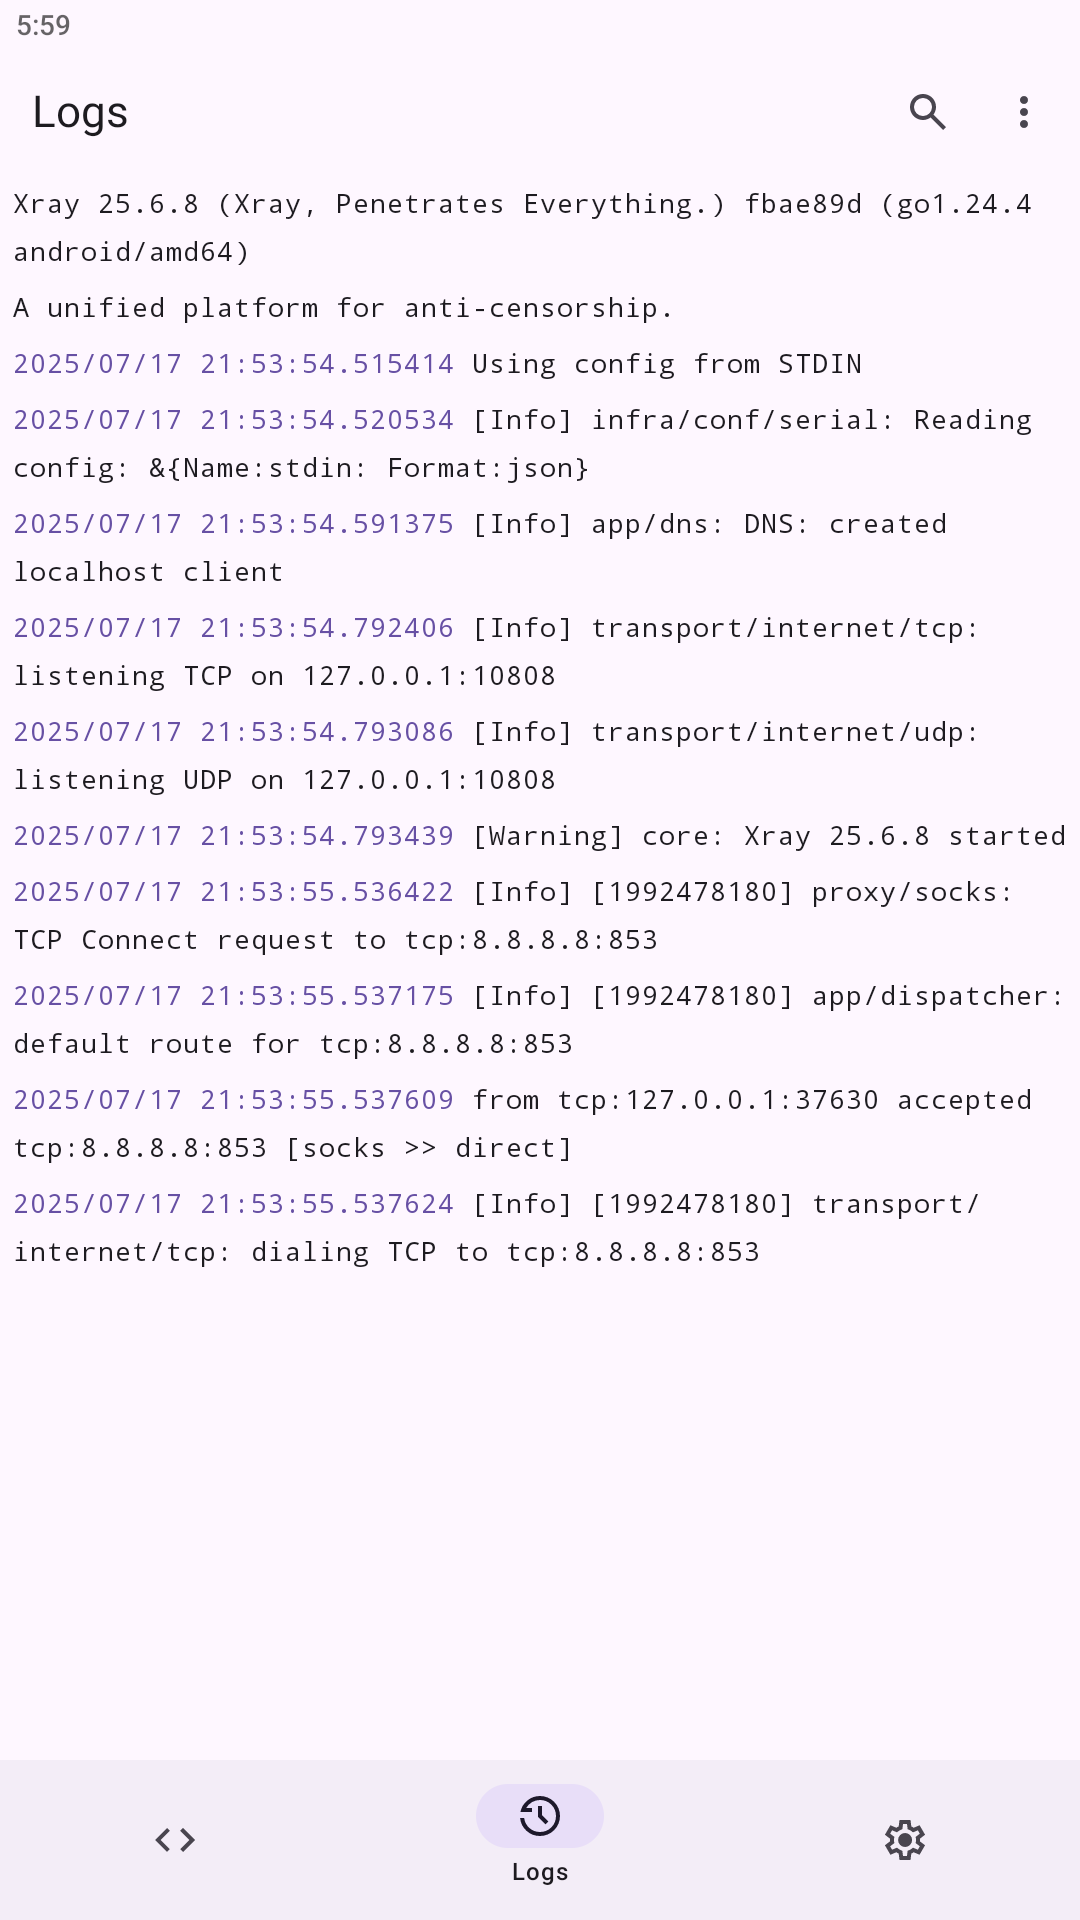 5:59
Logs
Xray 25.6.8 (Xray, Penetrates Everything.) fbae89d (go1.24.4
android/amd64)
A unified platform for anti-censorship.
2025/07/17 21:53:54.515414 Using config from STDIN
2025/07/17 21:53:54.520534 [Info] infra/conf/serial: Reading
config: &{Name:stdin: Format:json}
2025/07/17 21:53:54.591375 [Info] app/dns: DNS: created
localhost client
2025/07/17 21:53:54.792406 [Info] transport/internet/tcp:
listening TCP on 127.0.0.1:10808
2025/07/17 21:53:54.793086 [Info] transport/internet/udp:
listening UDP on 127.0.0.1:10808
2025/07/17 21:53:54.793439 [Warning] core: Xray 25.6.8 started
2025/07/17 21:53:55.536422 [Info] [1992478180] proxy/socks:
TCP Connect request to tcp:8.8.8.8:853
2025/07/17 21:53:55.537175 [Info] [1992478180] app/dispatcher:
default route for tcp:8.8.8.8:853
2025/07/17 21:53:55.537609 from tcp:127.0.0.1:37630 accepted
tcp:8.8.8.8:853 [socks >> direct]
2025/07/17 21:53:55.537624 [Info] [1992478180] transport/
internet/tcp: dialing TCP to tcp:8.8.8.8:853
Logs